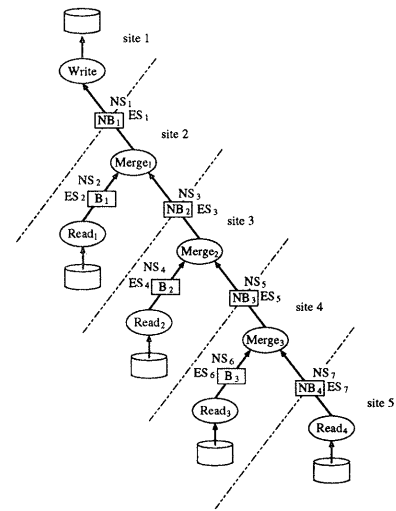 site 1
Write
NS1
NB1 ES1
site 2
Merge1
NS2
NS3
ES2 B1
NB2 ES3
site 3
Read1
Merge2
NS4
NS5
ES4 B2
NB3 ES5
site 4
Read2
Merge3
NS6
NS7
ES6 B3
NB4 ES7
site 5
Read3
Read4